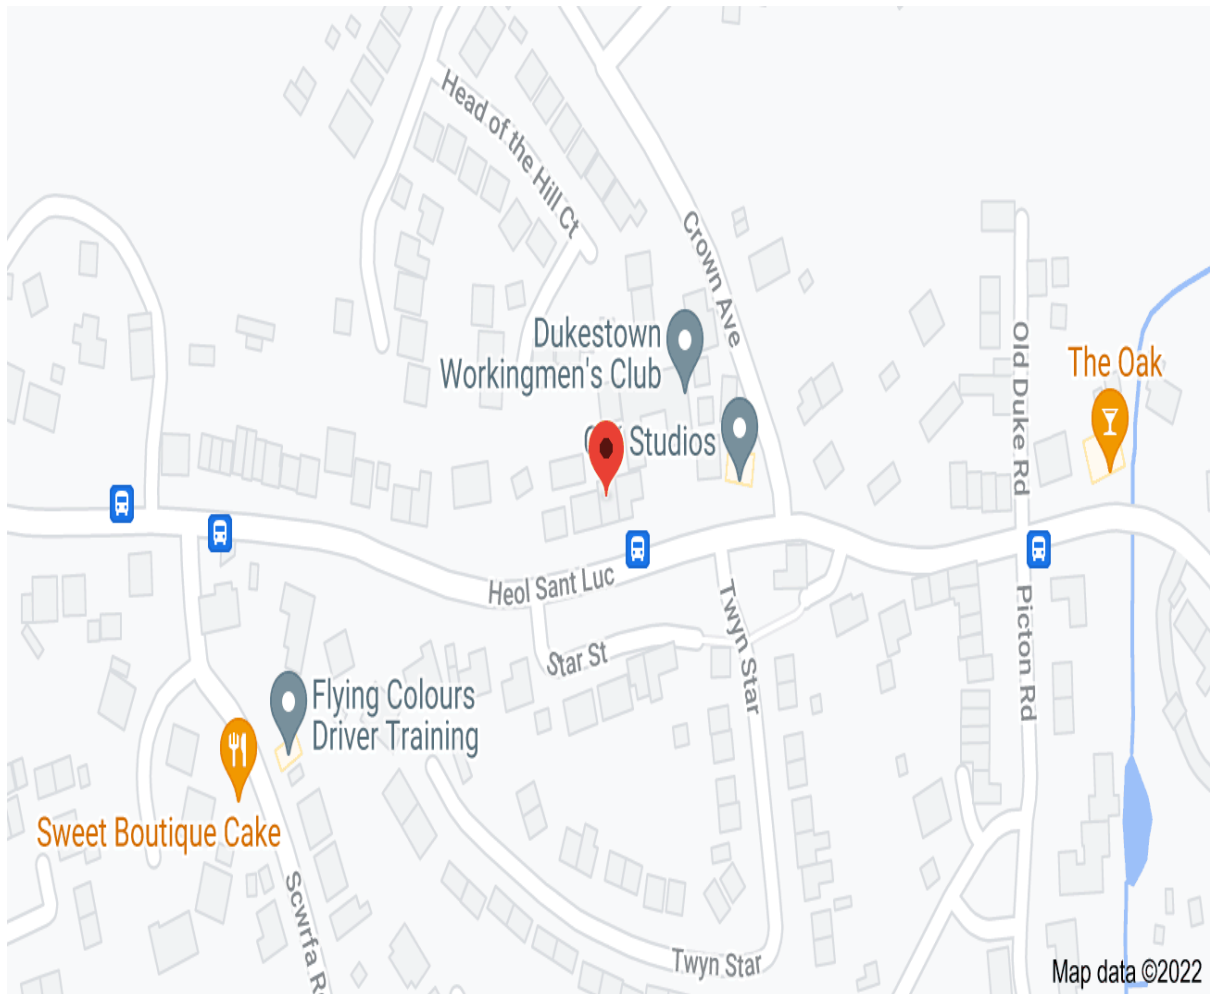 Head of the Hill Ct
Crown Ave
Dukestown
Workingmen's Club
Studios
Old Duke Rd
The Oak
Heol Sant Luc
Star St
Twyn Star
Picton Rd
Flying Colours
Driver Training
Sweet Boutique Cake
Scwrfa
Twyn Star
Map data ©2022